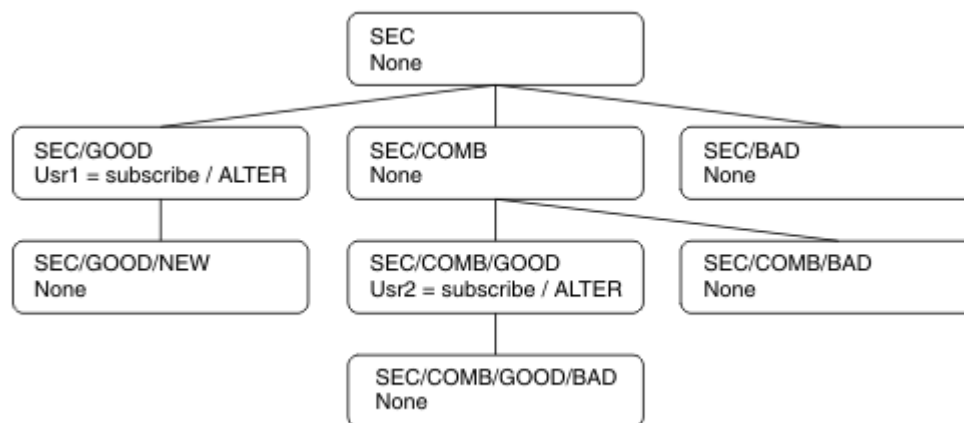 SEC
None
SEC/GOOD
Usr1 = subscribe / ALTER
SEC/COMB
None
SEC/BAD
None
SEC/GOOD/NEW
None
SEC/COMB/GOOD
Usr2 = subscribe / ALTER
SEC/COMB/BAD
None
SEC/COMB/GOOD/BAD
None